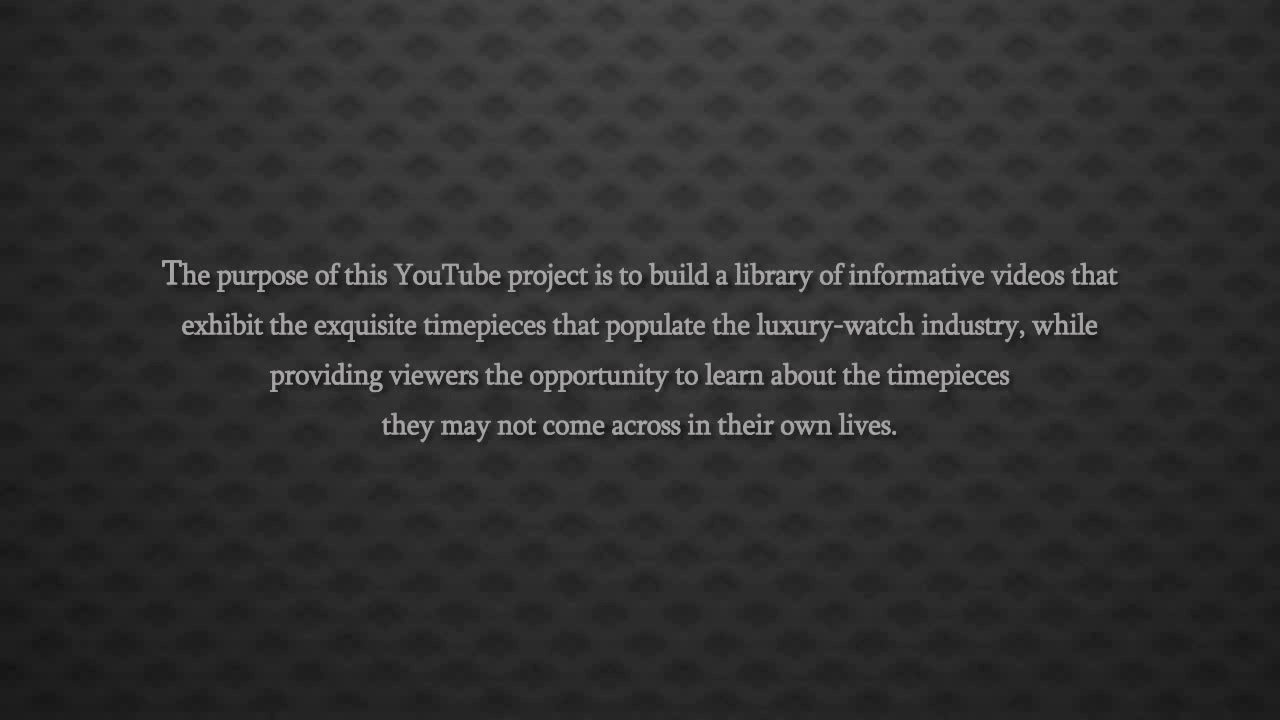 The purpose of this YouTube project is to build a library of informative videos that
exhibit the exquisite timepieces that populate the luxury-watch industry, while
providing viewers the opportunity to learn about the timepieces
they may not come across in their own lives.